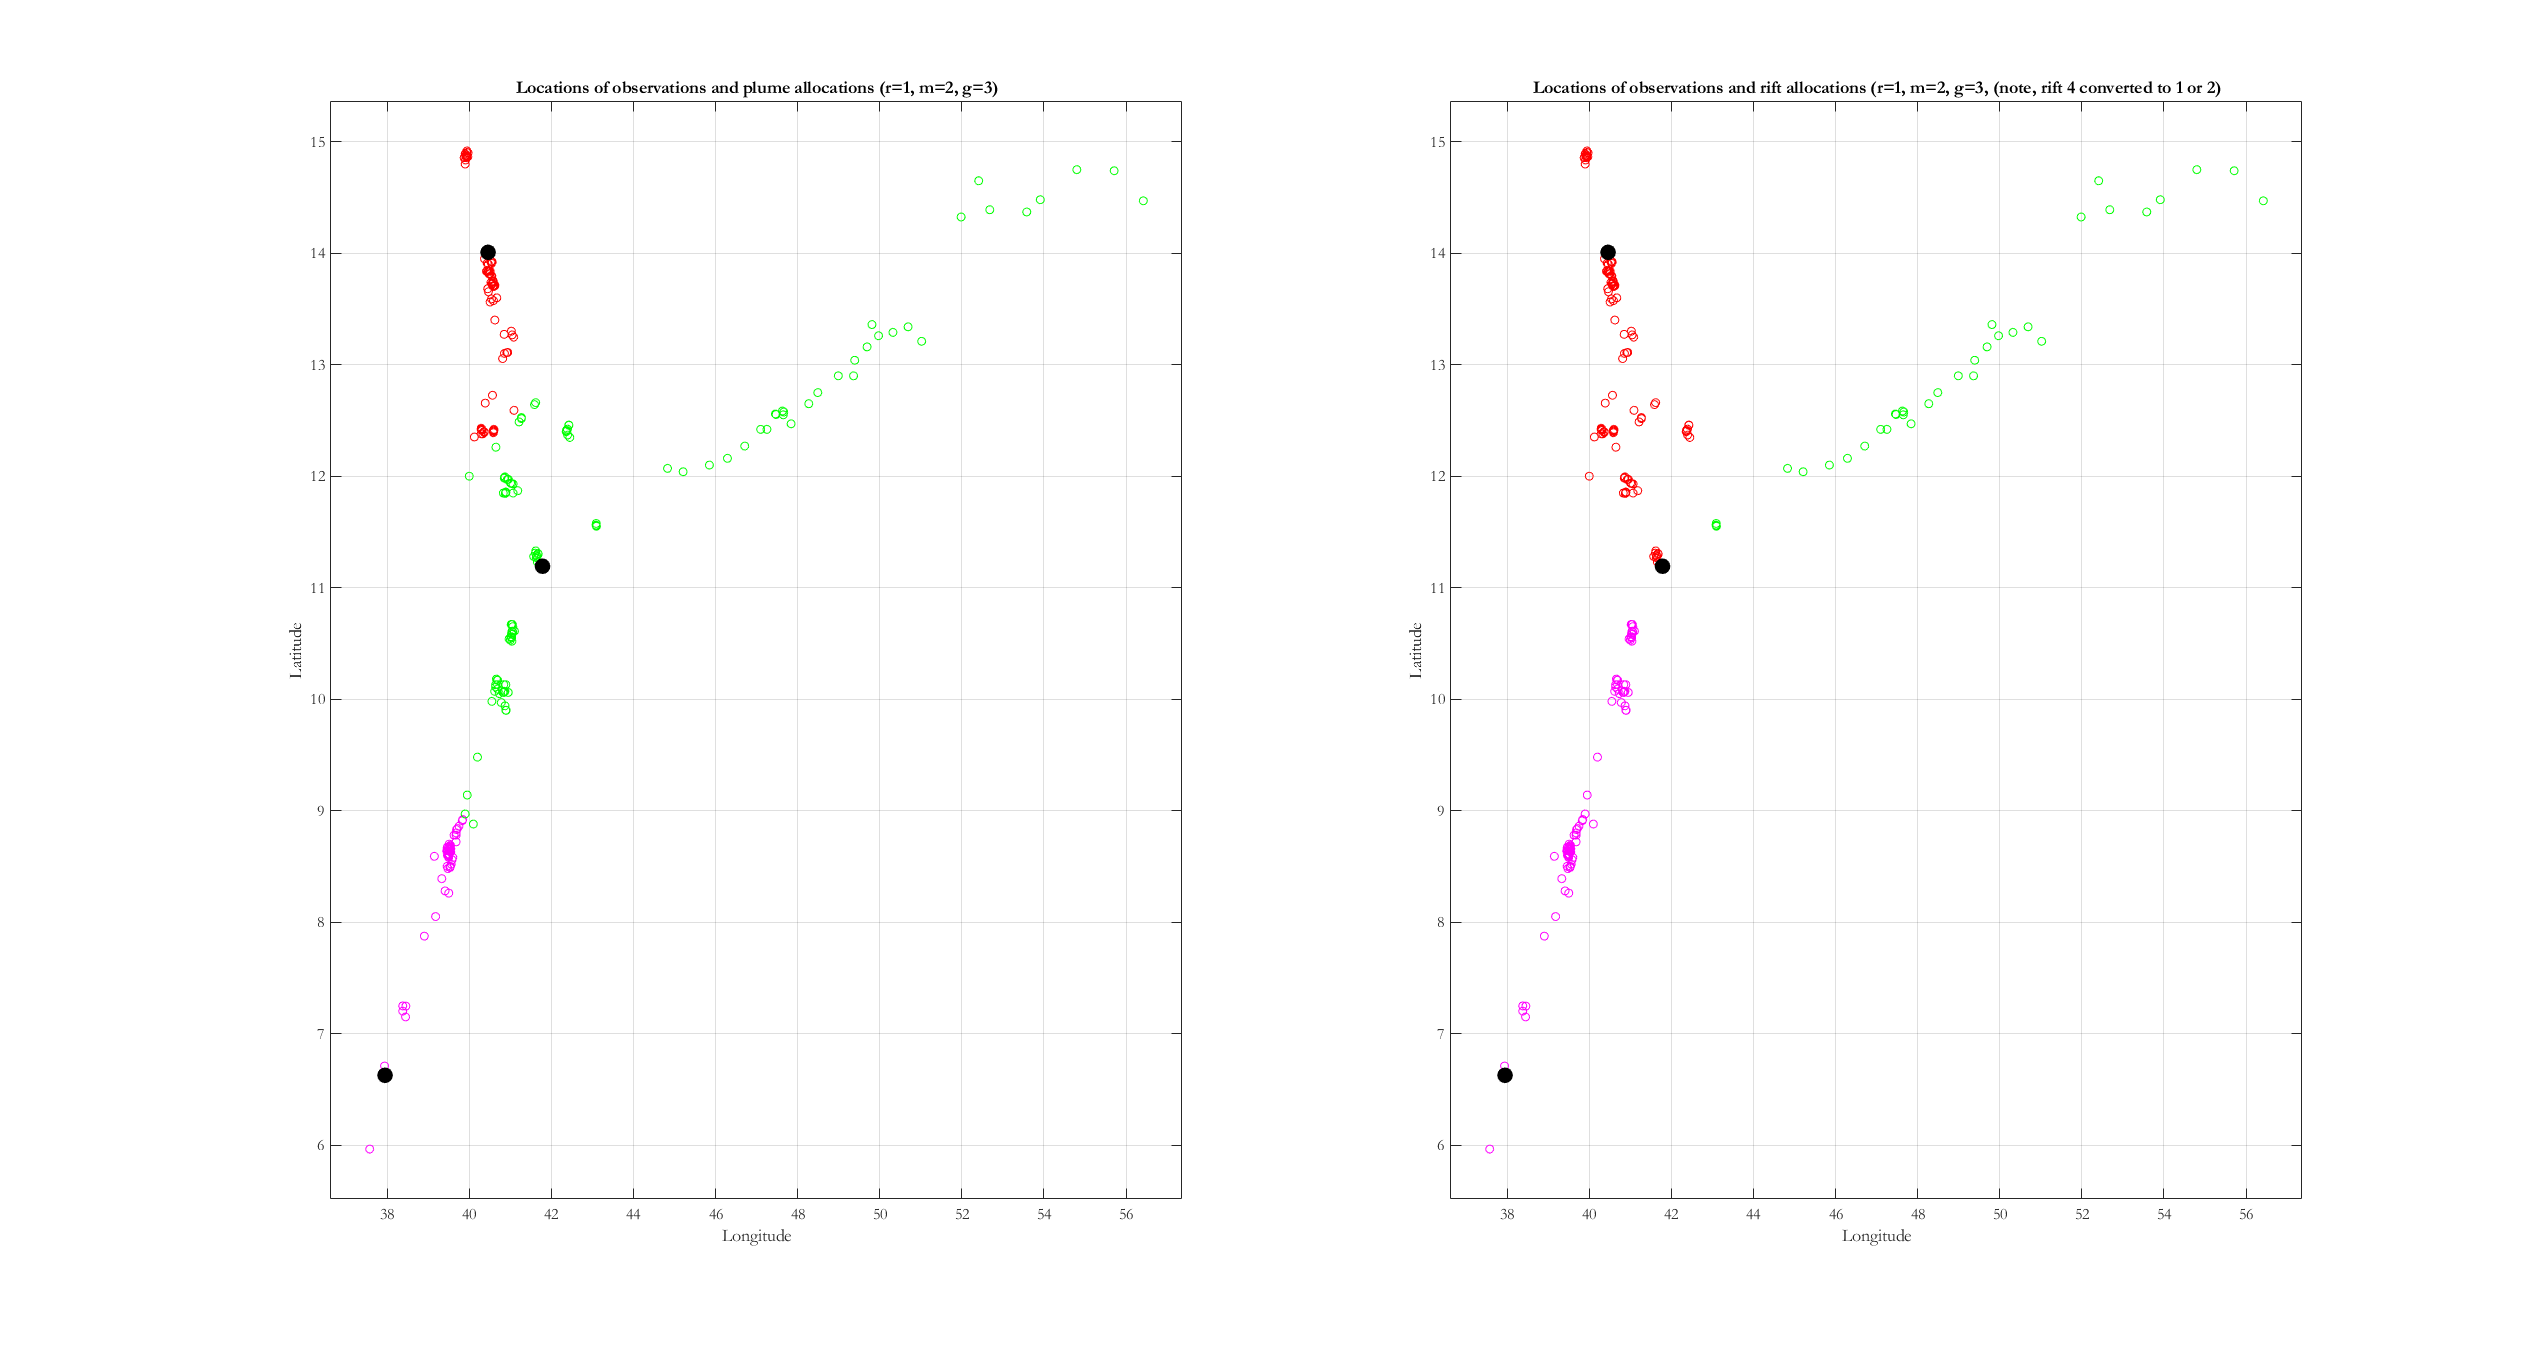 Locations of observations and plume allocations (r=1, m=2, g=3)
15
14
13
12
11
10
9
8
7
6
Latitude
38 40 42 44 46 48 50 52 54 56
Longitude
Locations of observations and rift allocations (r=1, m=2, g=3, (note, rift 4 converted to 1 or 2)
15
14
13
12
11
10
9
8
7
6
Latitude
38 40 42 44 46 48 50 52 54 56
Longitude